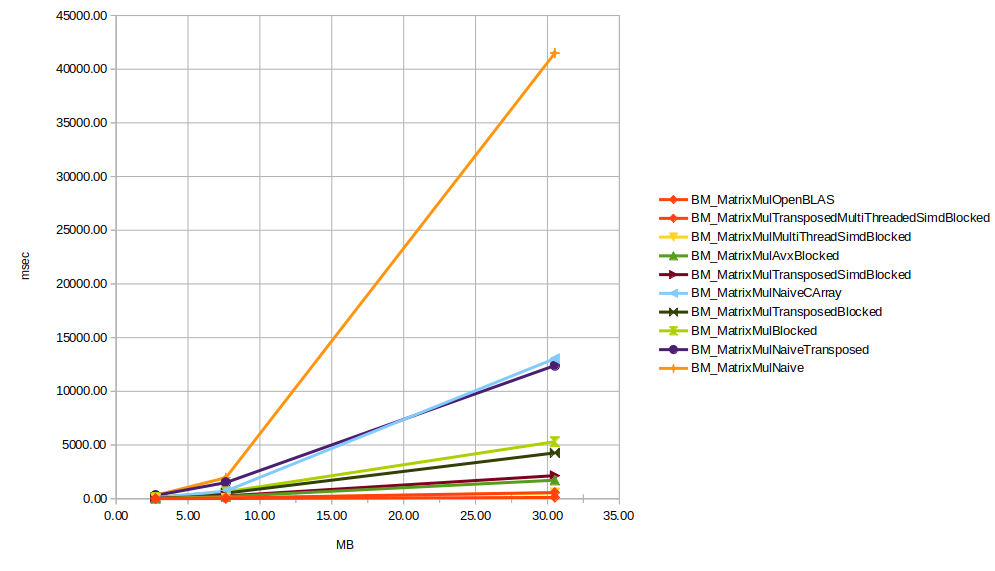 45000.00
40000.00
35000.00
30000.00
25000.00
20000.00
15000.00
10000.00
5000.00
0.00
0.00 5.00 10.00 15.00 20.00 25.00 30.00 35.00
msec
MB
BM_MatrixMulOpenBLAS
BM_MatrixMulTransposedMultiThreadedSimdBlocked
BM_MatrixMulMultiThreadSimdBlocked
BM_MatrixMulAvxBlocked
BM_MatrixMulTransposedSimdBlocked
BM_MatrixMulNaiveCArray
BM_MatrixMulTransposedBlocked
BM_MatrixMulBlocked
BM_MatrixMulNaiveTransposed
BM_MatrixMulNaive